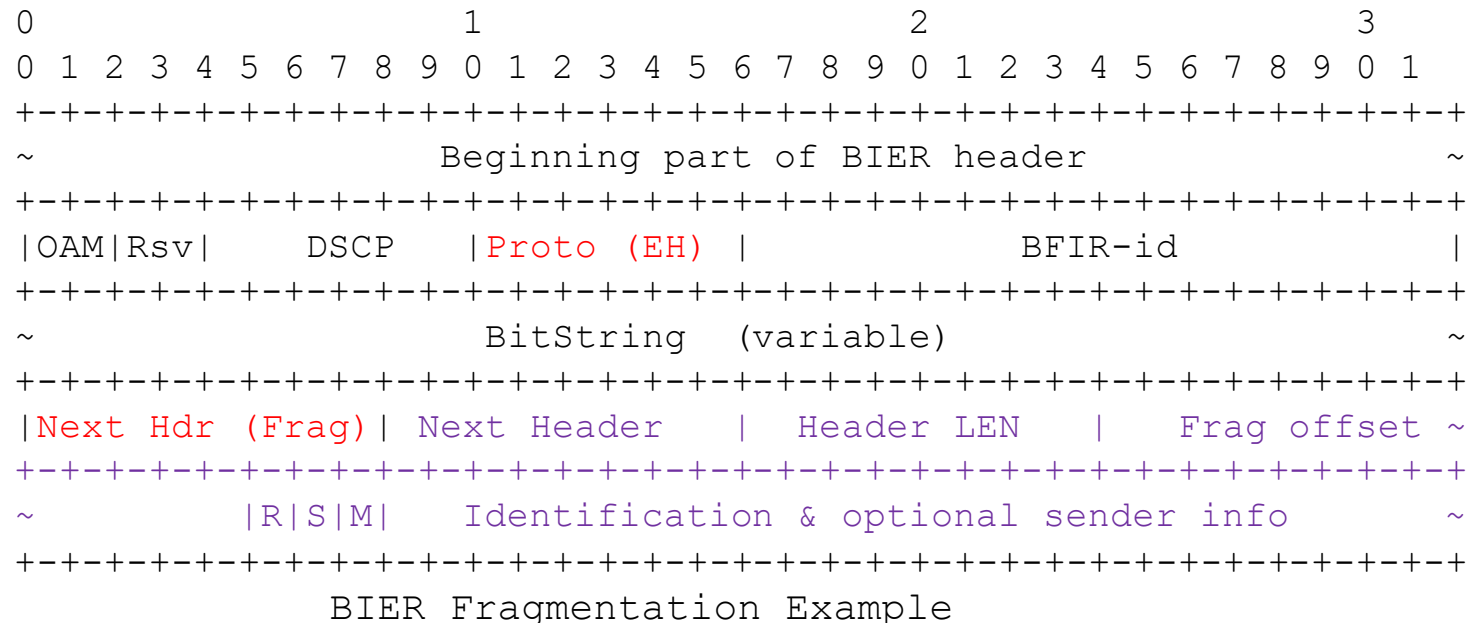 0                   1                   2                   3
0 1 2 3 4 5 6 7 8 9 0 1 2 3 4 5 6 7 8 9 0 1 2 3 4 5 6 7 8 9 0 1
+-+-+-+-+-+-+-+-+-+-+-+-+-+-+-+-+-+-+-+-+-+-+-+-+-+-+-+-+-+-+-+-+
~                  Beginning part of BIER header                ~
+-+-+-+-+-+-+-+-+-+-+-+-+-+-+-+-+-+-+-+-+-+-+-+-+-+-+-+-+-+-+-+-+
|OAM|Rsv|    DSCP   |Proto (EH) |            BFIR-id            |
+-+-+-+-+-+-+-+-+-+-+-+-+-+-+-+-+-+-+-+-+-+-+-+-+-+-+-+-+-+-+-+-+
~                    BitString  (variable)                      ~
+-+-+-+-+-+-+-+-+-+-+-+-+-+-+-+-+-+-+-+-+-+-+-+-+-+-+-+-+-+-+-+-+
|Next Hdr (Frag)| Next Header   |  Header LEN   |   Frag offset ~
+-+-+-+-+-+-+-+-+-+-+-+-+-+-+-+-+-+-+-+-+-+-+-+-+-+-+-+-+-+-+-+-+
~         |R|S|M|   Identification & optional sender info       ~
+-+-+-+-+-+-+-+-+-+-+-+-+-+-+-+-+-+-+-+-+-+-+-+-+-+-+-+-+-+-+-+-+
BIER Fragmentation Example